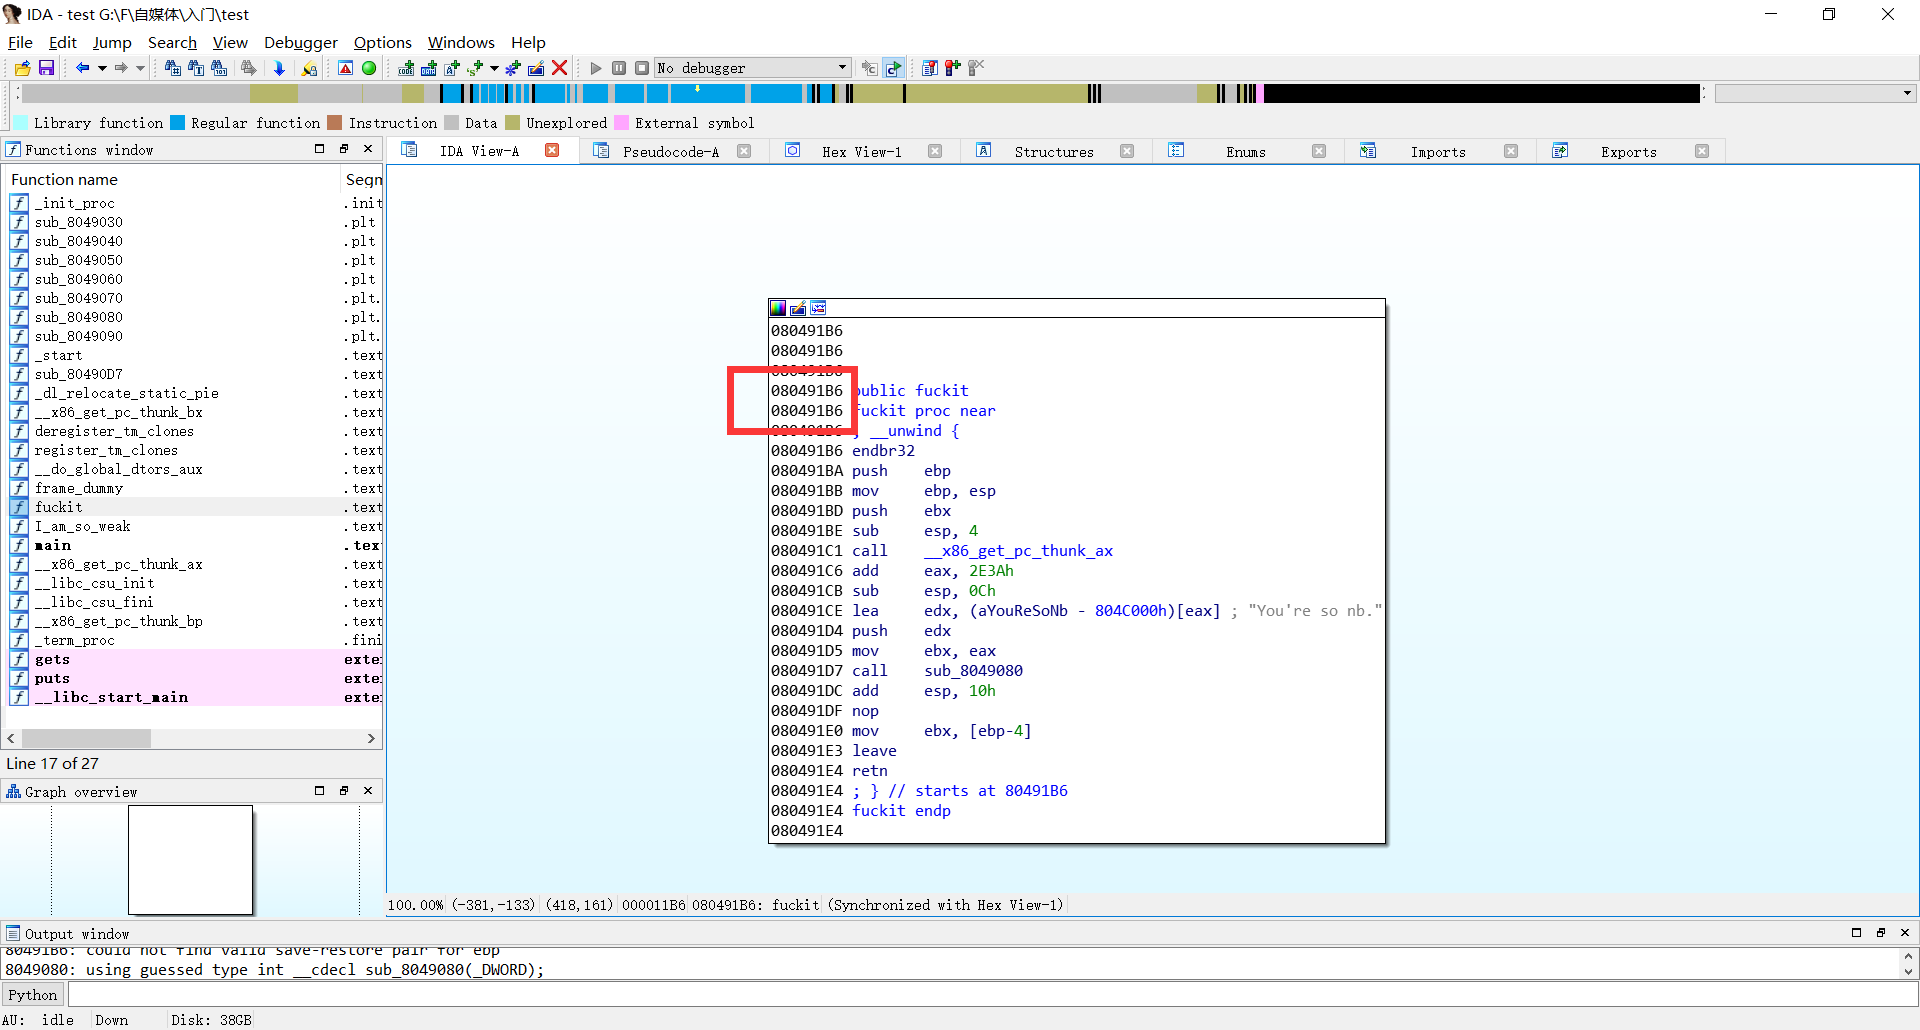 IDA - test G:\F\自媒体\入门\test
File Edit Jump Search View Debugger Options Windows Help
No debugger
Library function Regular function Instruction Data Unexplored External symbol
Functions window
IDA View-A Pseudocode-A Hex View-1 Structures Enums Imports Exports
Function name Segm
_init_proc .init
sub_8049030 .plt
sub_8049040 .plt
sub_8049050 .plt
sub_8049060 .plt
sub_8049070 .plt.
sub_8049080 .plt.
sub_8049090 .plt.
_start .text
sub_80490D7 .text
_dl_relocate_static_pie .text
__x86_get_pc_thunk_bx .text
deregister_tm_clones .text
register_tm_clones .text
__do_global_dtors_aux .text
frame_dummy .text
fuckit .text
I_am_so_weak .text
main .text
__x86_get_pc_thunk_ax .text
__libc_csu_init .text
__libc_csu_fini .text
__x86_get_pc_thunk_bp .text
_term_proc .fini
gets exter
puts exter
__libc_start_main exter
Line 17 of 27
Graph overview
080491B6
080491B6
080491B6
080491B6 public fuckit
080491B6 fuckit proc near
080491B6 ; __unwind {
080491B6 endbr32
080491BA push ebp
080491BB mov ebp, esp
080491BD push ebx
080491BE sub esp, 4
080491C1 call __x86_get_pc_thunk_ax
080491C6 add eax, 2E3Ah
080491CB sub esp, 0Ch
080491CE lea edx, (aYouReSoNb - 804C000h)[eax] ; "You're so nb."
080491D4 push edx
080491D5 mov ebx, eax
080491D7 call sub_8049080
080491DC add esp, 10h
080491DF nop
080491E0 mov ebx, [ebp-4]
080491E3 leave
080491E4 retn
080491E4 ; } // starts at 80491B6
080491E4 fuckit endp
080491E4
100.00% (-381,-133) (418,161) 000011B6 080491B6: fuckit (Synchronized with Hex View-1)
Output window
80491B6: could not find valid save-restore pair for ebp
8049080: using guessed type int __cdecl sub_8049080(_DWORD);
Python
AU: idle Down Disk: 38GB